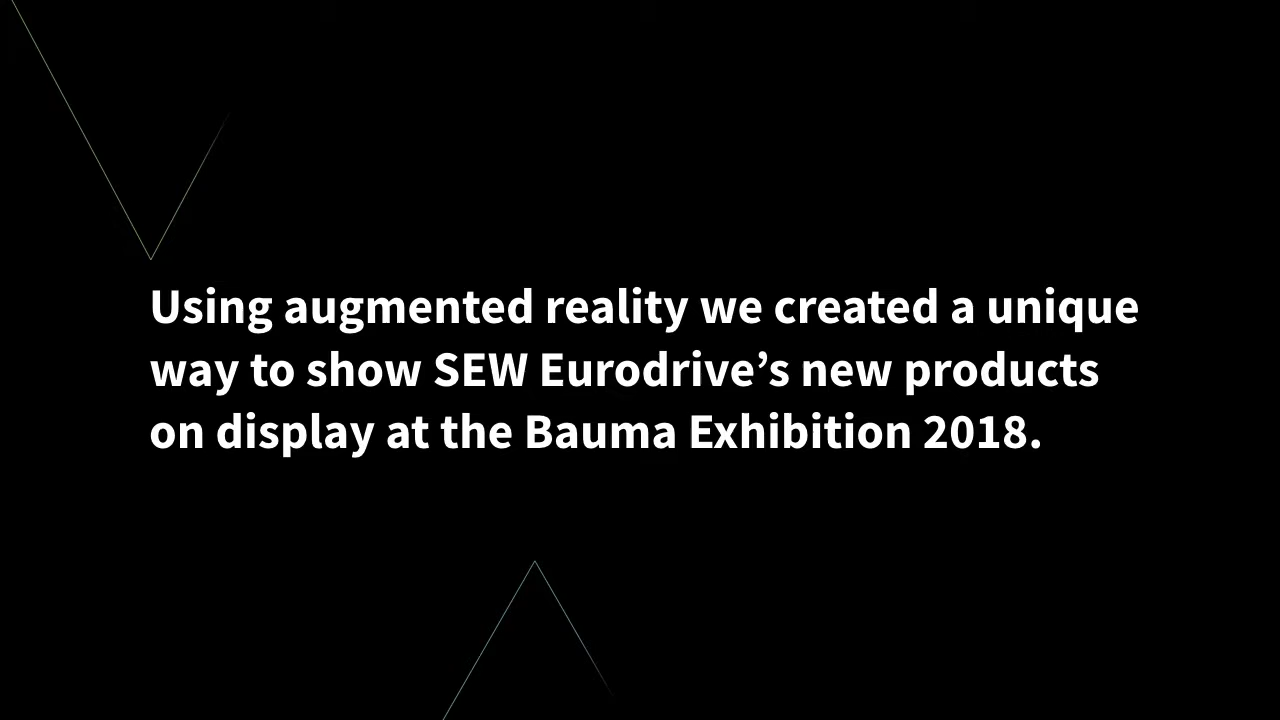 Using augmented reality we created a unique
way to show SEW Eurodrive’s new products
on display at the Bauma Exhibition 2018.